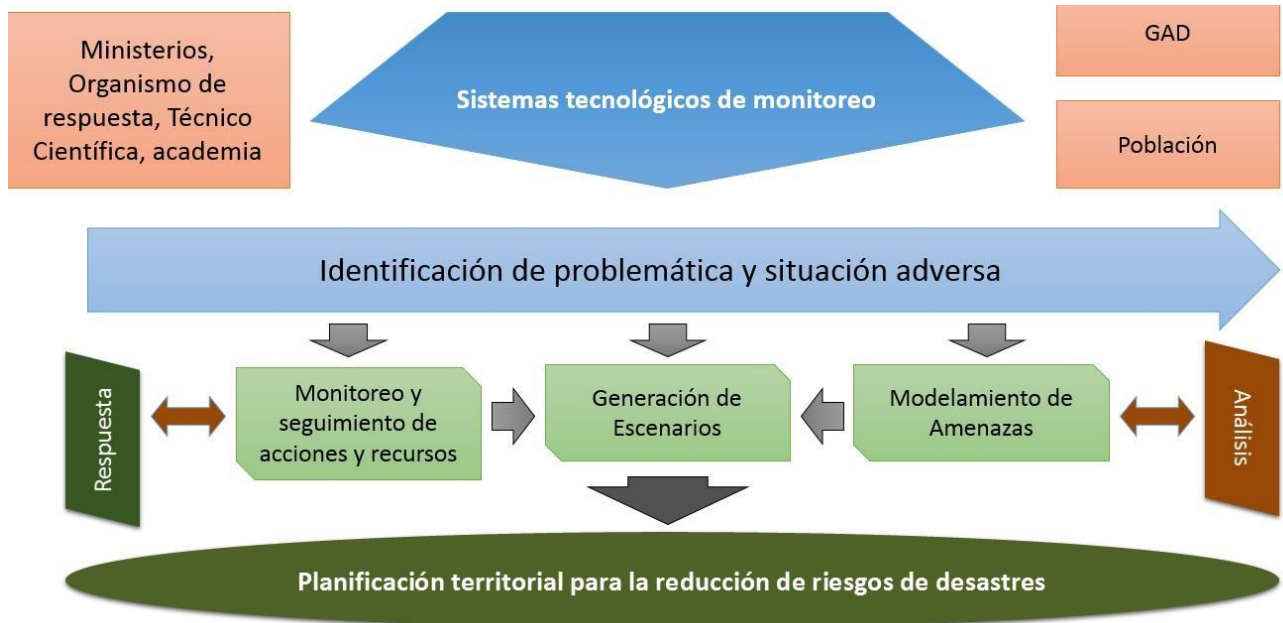 Ministerios,
Organismo de
respuesta, Técnico
Científica, academia
Sistemas tecnológicos de monitoreo
GAD
Población
Identificación de problemática y situación adversa
Respuesta
Monitoreo y
seguimiento de
acciones y recursos
Generación de
Escenarios
Modelamiento de
Amenazas
Análisis
Planificación territorial para la reducción de riesgos de desastres